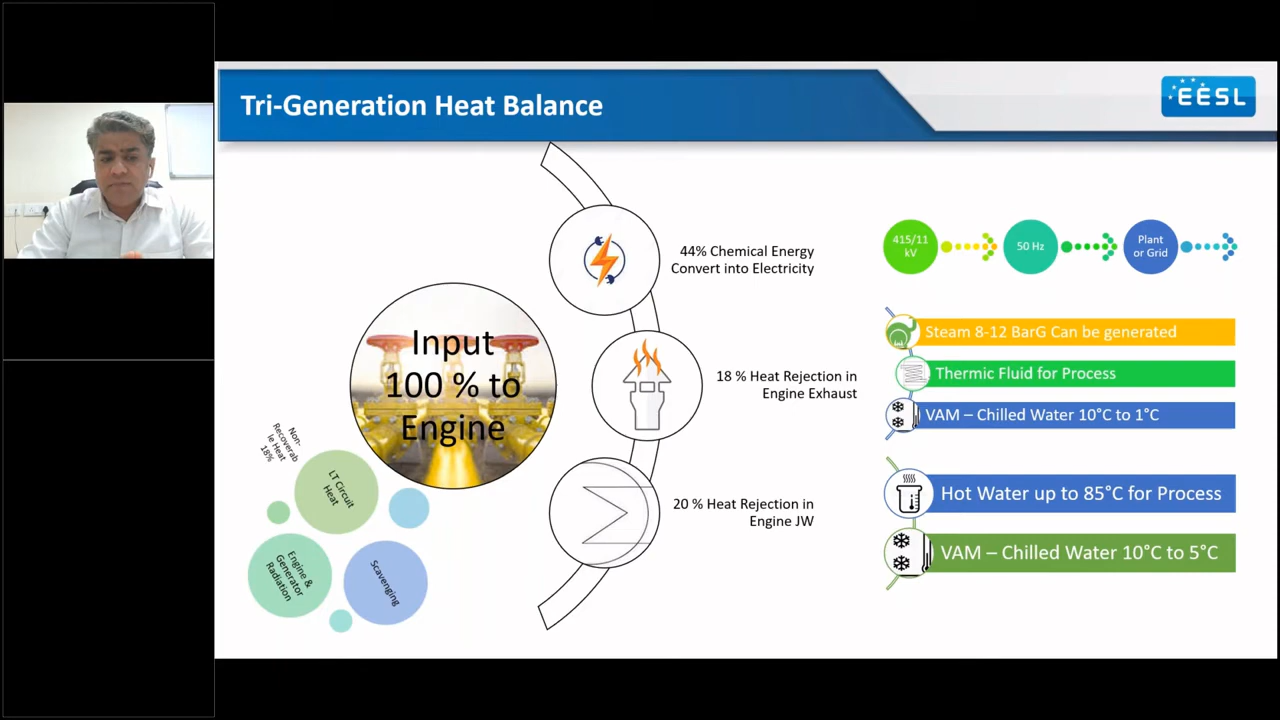 Tri-Generation Heat Balance
EESL
Input
100 % to
Engine
44% Chemical Energy
Convert into Electricity
18 % Heat Rejection in
Engine Exhaust
20 % Heat Rejection in
Engine JW
415/11
kV
50 Hz
Plant
or Grid
Steam 8-12 BarG Can be generated
Thermic Fluid for Process
VAM – Chilled Water 10°C to 1°C
Hot Water up to 85°C for Process
VAM – Chilled Water 10°C to 5°C
Non-
Recoverab
le Heat
18%
LT Circuit
Heat
Engine &
Generator
Radiation
Scavenging